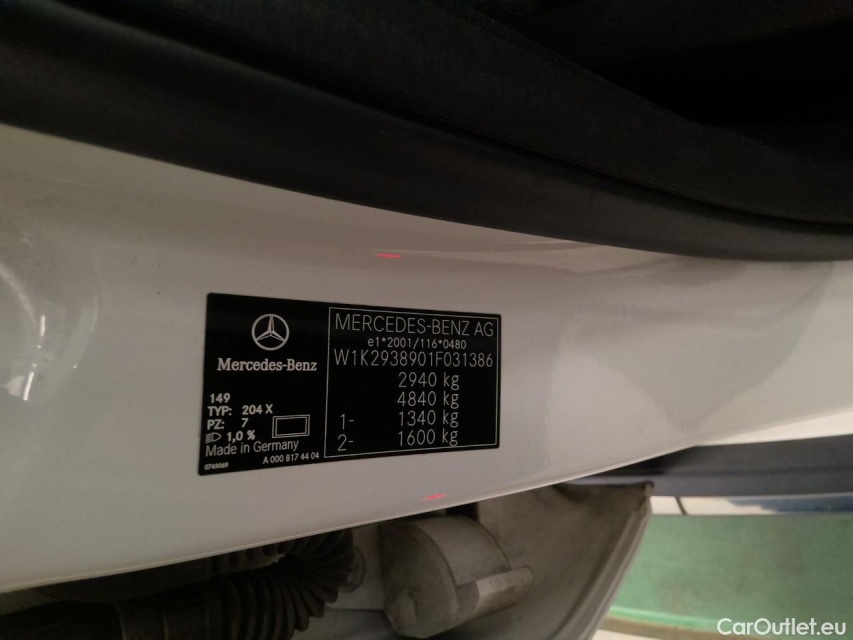 Mercedes-Benz
149
TYP: 204 X
PZ: 7
1,0 %
Made in Germany
A 000 817 44 04
MERCEDES-BENZ AG
e1*2001/116*0480
W1K2938901F031386
2940 kg
4840 kg
1- 1340 kg
2- 1600 kg
CarOutlet.eu